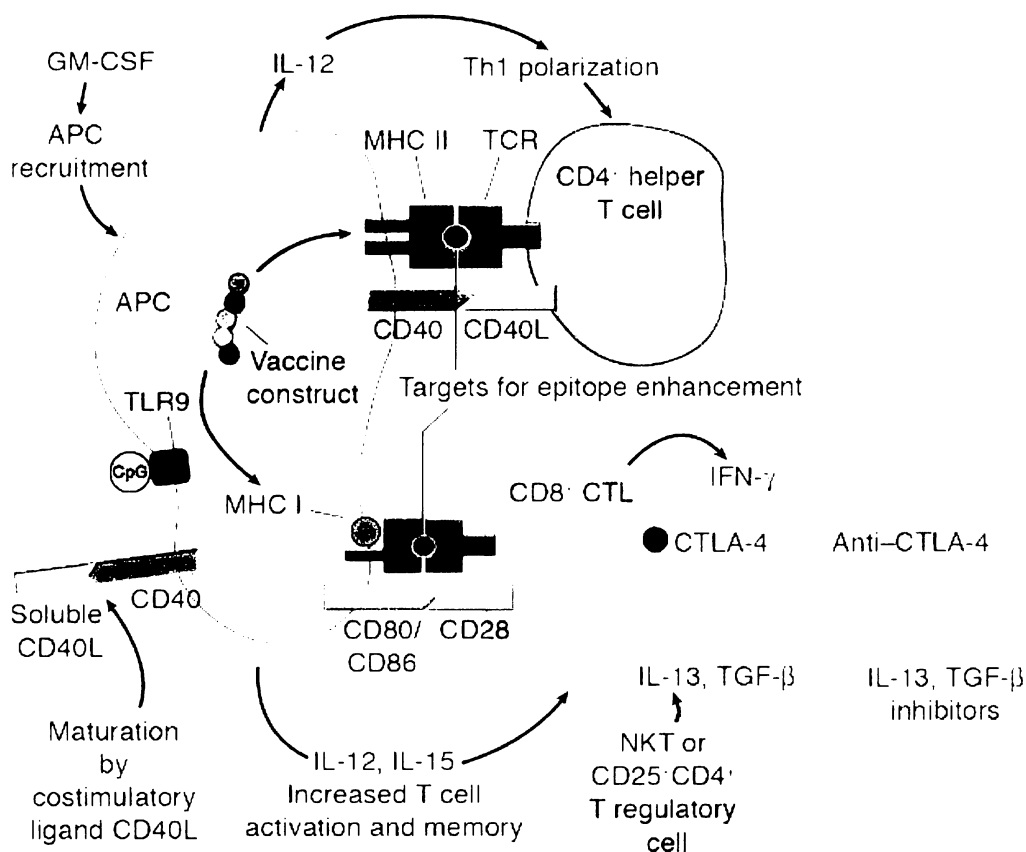 GM-CSF
APC
recruitment
IL-12
Th1 polarization
MHC II
TCR
CD4+ helper
T cell
APC
Vaccine
construct
CD40
CD40L
Targets for epitope enhancement
TLR9
CpG
MHC I
CD8+ CTL
IFN-γ
CTLA-4
Anti–CTLA-4
CD40
Soluble
CD40L
CD80/
CD86
CD28
IL-13, TGF-β
IL-13, TGF-β
inhibitors
Maturation
by
costimulatory
ligand CD40L
IL-12, IL-15
Increased T cell
activation and memory
NKT or
CD25+CD4+
T regulatory
cell